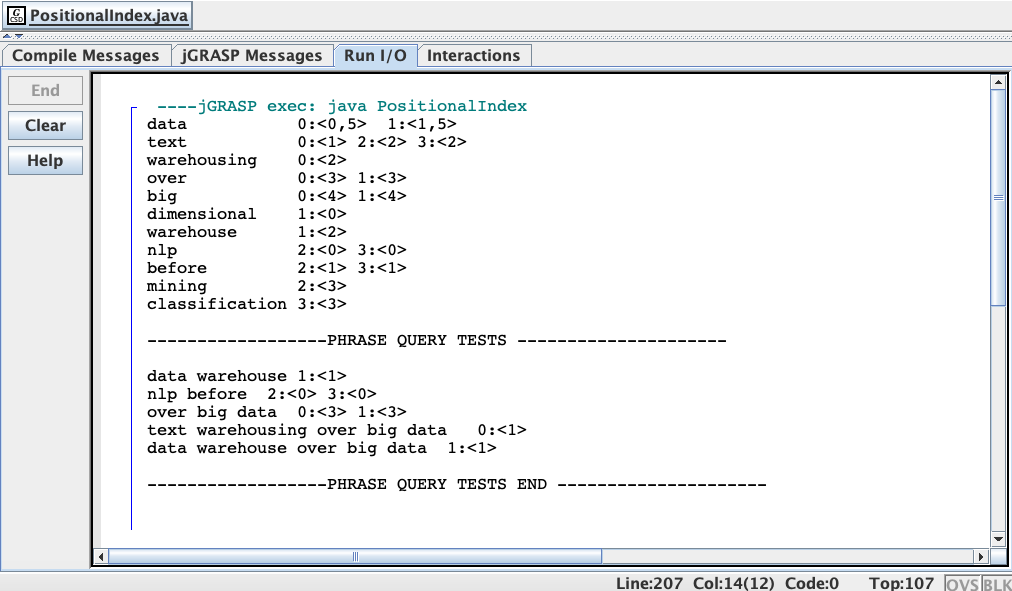 PositionalIndex.java
Compile Messages jGRASP Messages Run I/O Interactions
End
Clear
Help
----jGRASP exec: java PositionalIndex
data 0:<0,5> 1:<1,5>
text 0:<1> 2:<2> 3:<2>
warehousing 0:<2>
over 0:<3> 1:<3>
big 0:<4> 1:<4>
dimensional 1:<0>
warehouse 1:<2>
nlp 2:<0> 3:<0>
before 2:<1> 3:<1>
mining 2:<3>
classification 3:<3>
------------------PHRASE QUERY TESTS ---------------------
data warehouse 1:<1>
nlp before 2:<0> 3:<0>
over big data 0:<3> 1:<3>
text warehousing over big data 0:<1>
data warehouse over big data 1:<1>
------------------PHRASE QUERY TESTS END ---------------------
Line:207 Col:14(12) Code:0 Top:107 OVS BLK